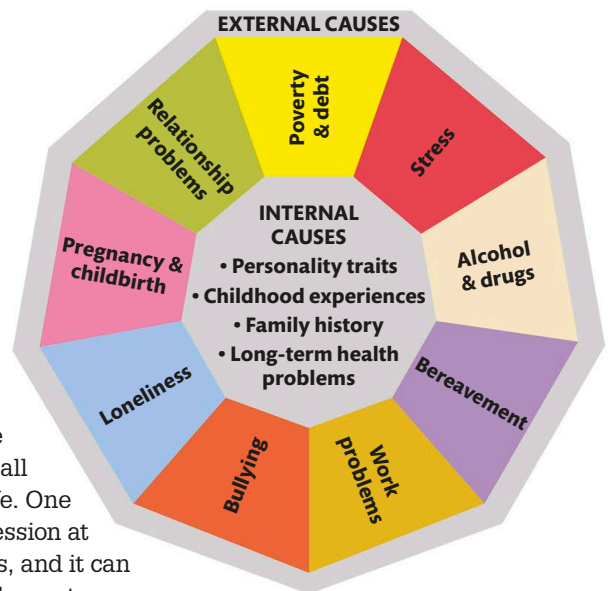 EXTERNAL CAUSES
Poverty
& debt
Stress
Alcohol
& drugs
Bereavement
Work
problems
Bullying
Loneliness
Pregnancy &
childbirth
Relationship
problems
INTERNAL
CAUSES
• Personality traits
• Childhood experiences
• Family history
• Long-term health
problems
all
One
at
and it can